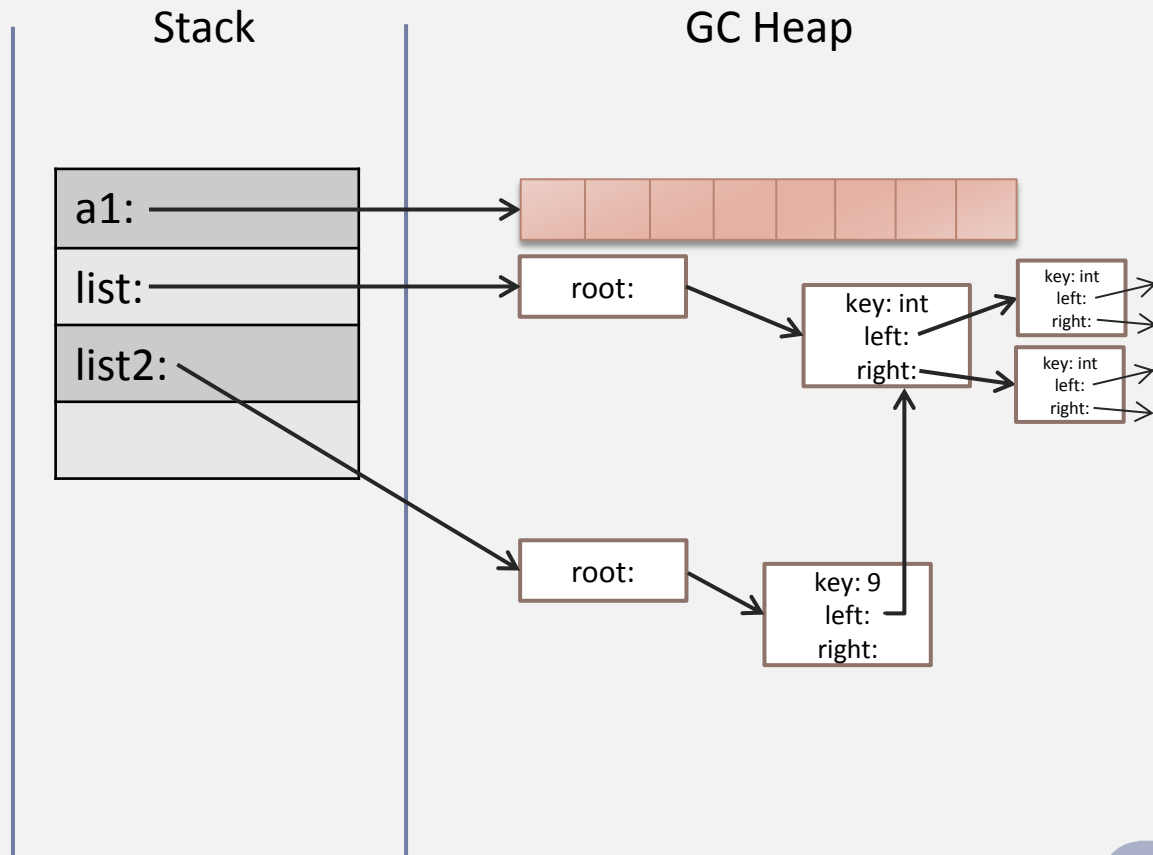 Stack
GC Heap
a1:
list:
list2:
root:
key: int
left:
right:
key: int
left:
right:
key: int
left:
right:
root:
key: 9
left:
right: